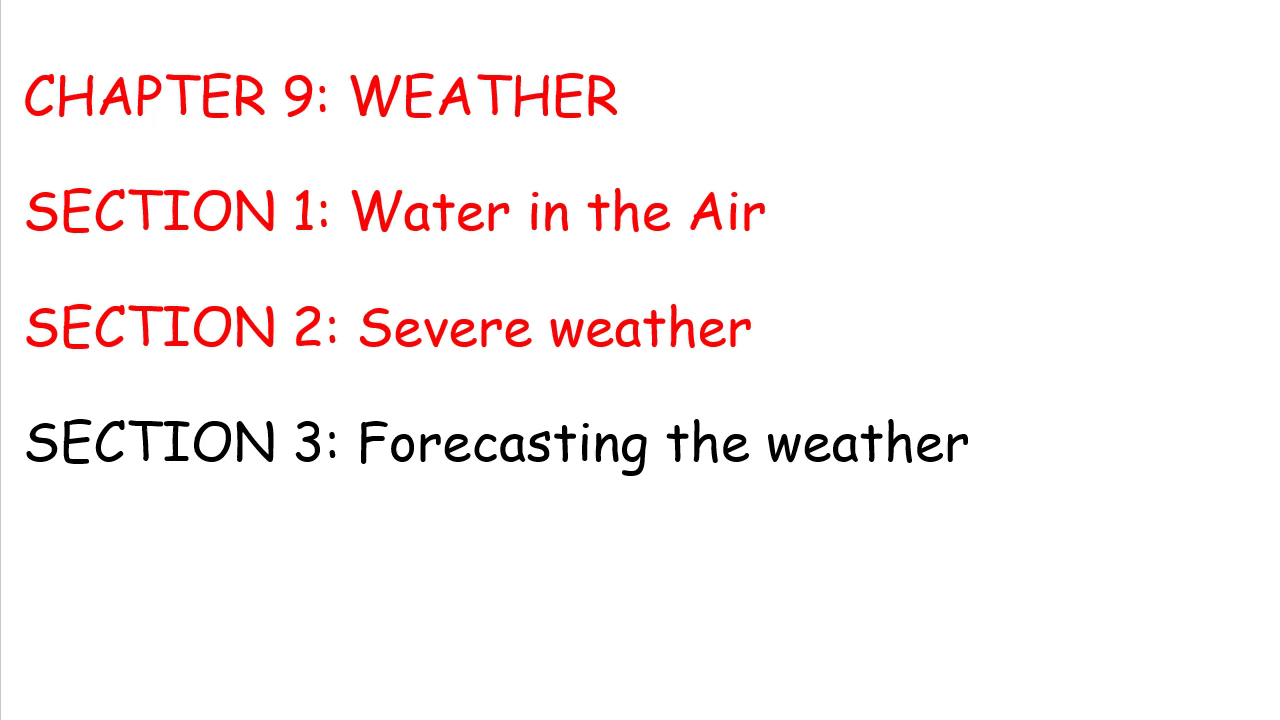 CHAPTER 9: WEATHER
SECTION 1: Water in the Air
SECTION 2: Severe weather
SECTION 3: Forecasting the weather